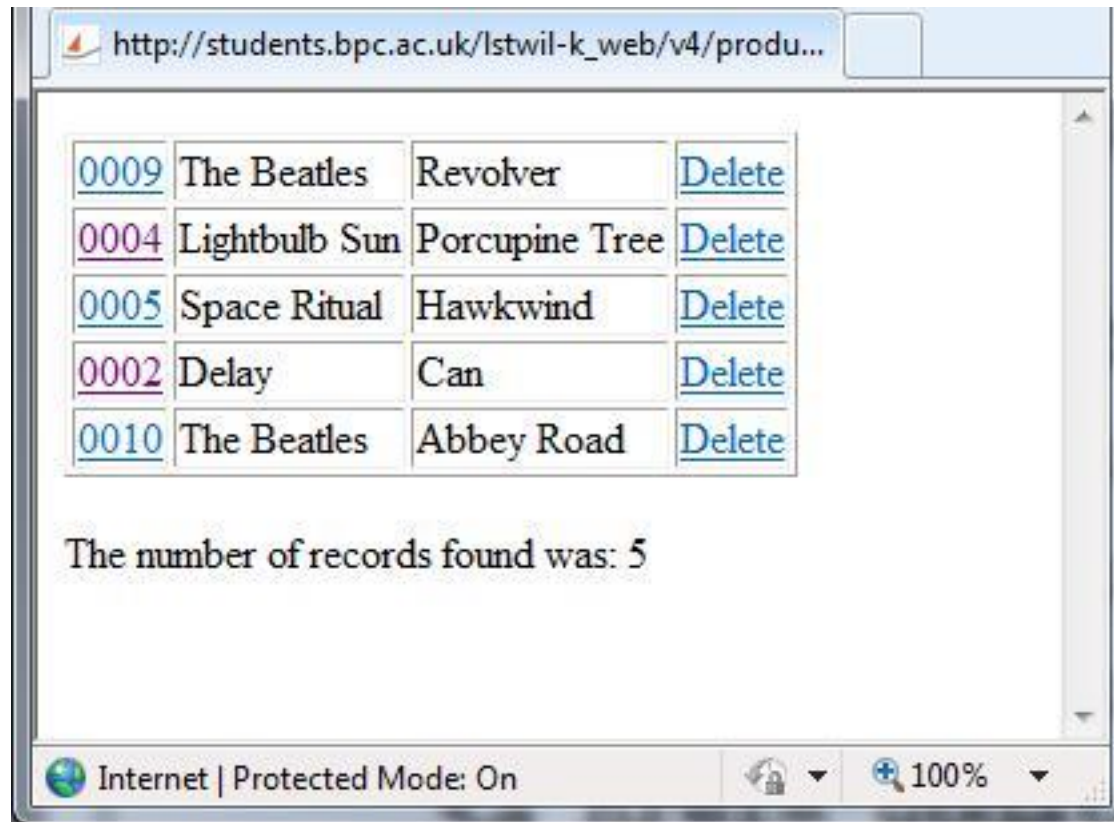 http://students.bpc.ac.uk/lstwil-k_web/v4/produ...
0009 The Beatles Revolver Delete
0004 Lightbulb Sun Porcupine Tree Delete
0005 Space Ritual Hawkwind Delete
0002 Delay Can Delete
0010 The Beatles Abbey Road Delete
The number of records found was: 5
Internet | Protected Mode: On 100%